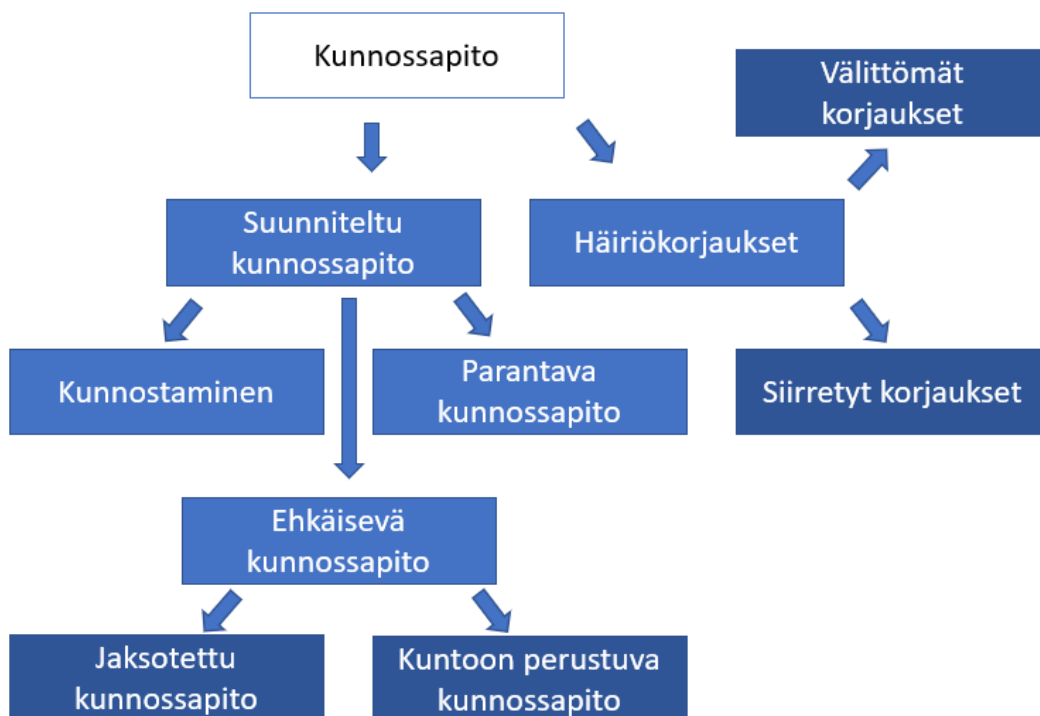 Kunnossapito
Välittömät
korjaukset
Suunniteltu
kunnossapito
Häiriökorjaukset
Kunnostaminen
Parantava
kunnossapito
Siirretyt korjaukset
Ehkäisevä
kunnossapito
Jaksotettu
kunnossapito
Kuntoon perustuva
kunnossapito